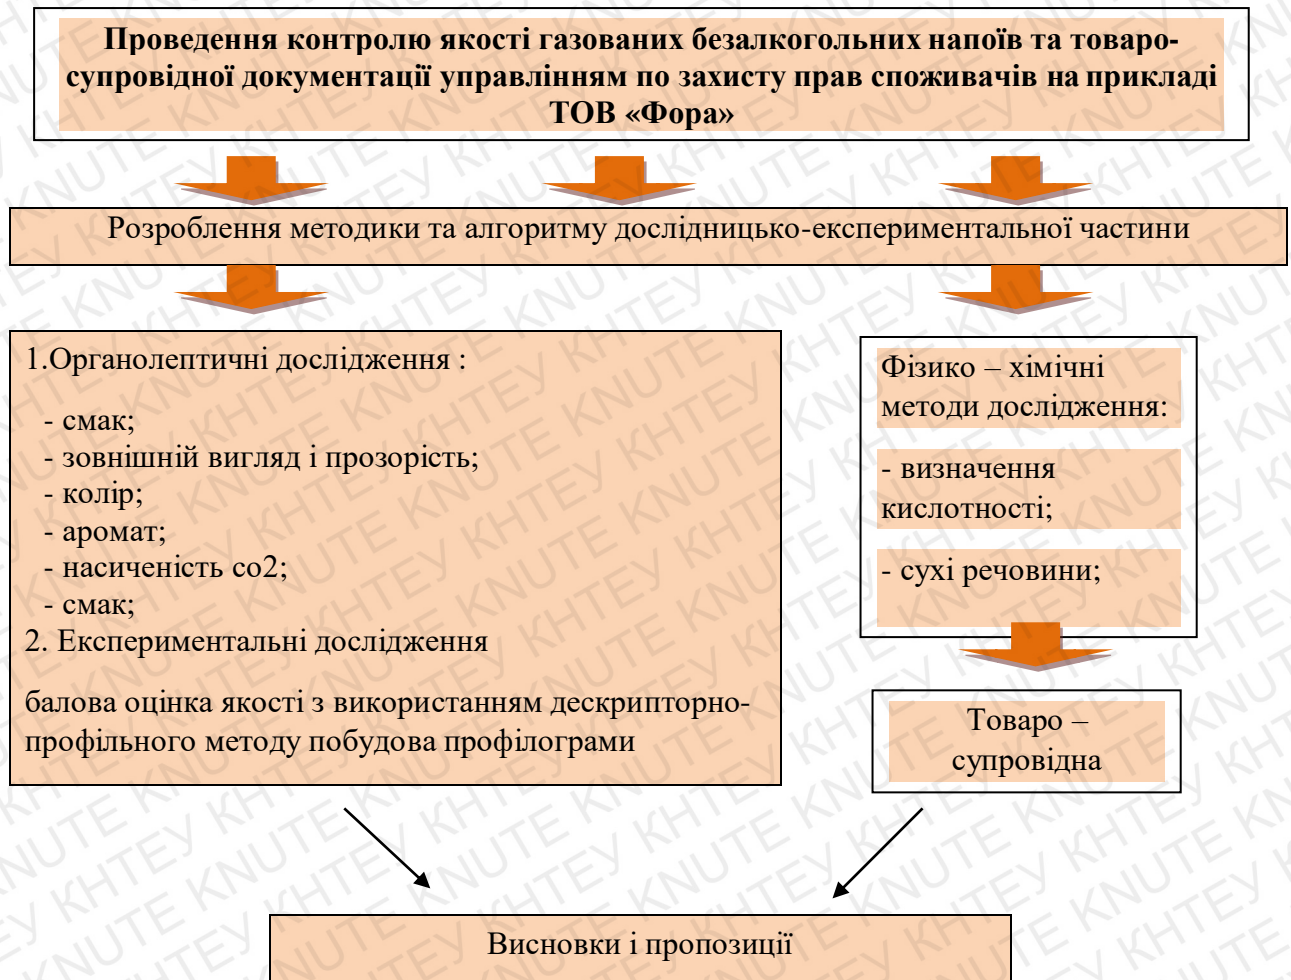 Проведення контролю якості газованих безалкогольних напоїв та товаро-
супровідної документації управлінням по захисту прав споживачів на прикладі
ТОВ «Фора»
Розроблення методики та алгоритму дослідницько-експериментальної частини
1.Органолептичні дослідження :
- смак;
- зовнішній вигляд і прозорість;
- колір;
- аромат;
- насиченість со2;
- смак;
2. Експериментальні дослідження
балова оцінка якості з використанням дескрипторно-
профільного методу побудова профілограми
Фізико – хімічні
методи дослідження:
- визначення
кислотності;
- сухі речовини;
Товаро –
супровідна
Висновки і пропозиції